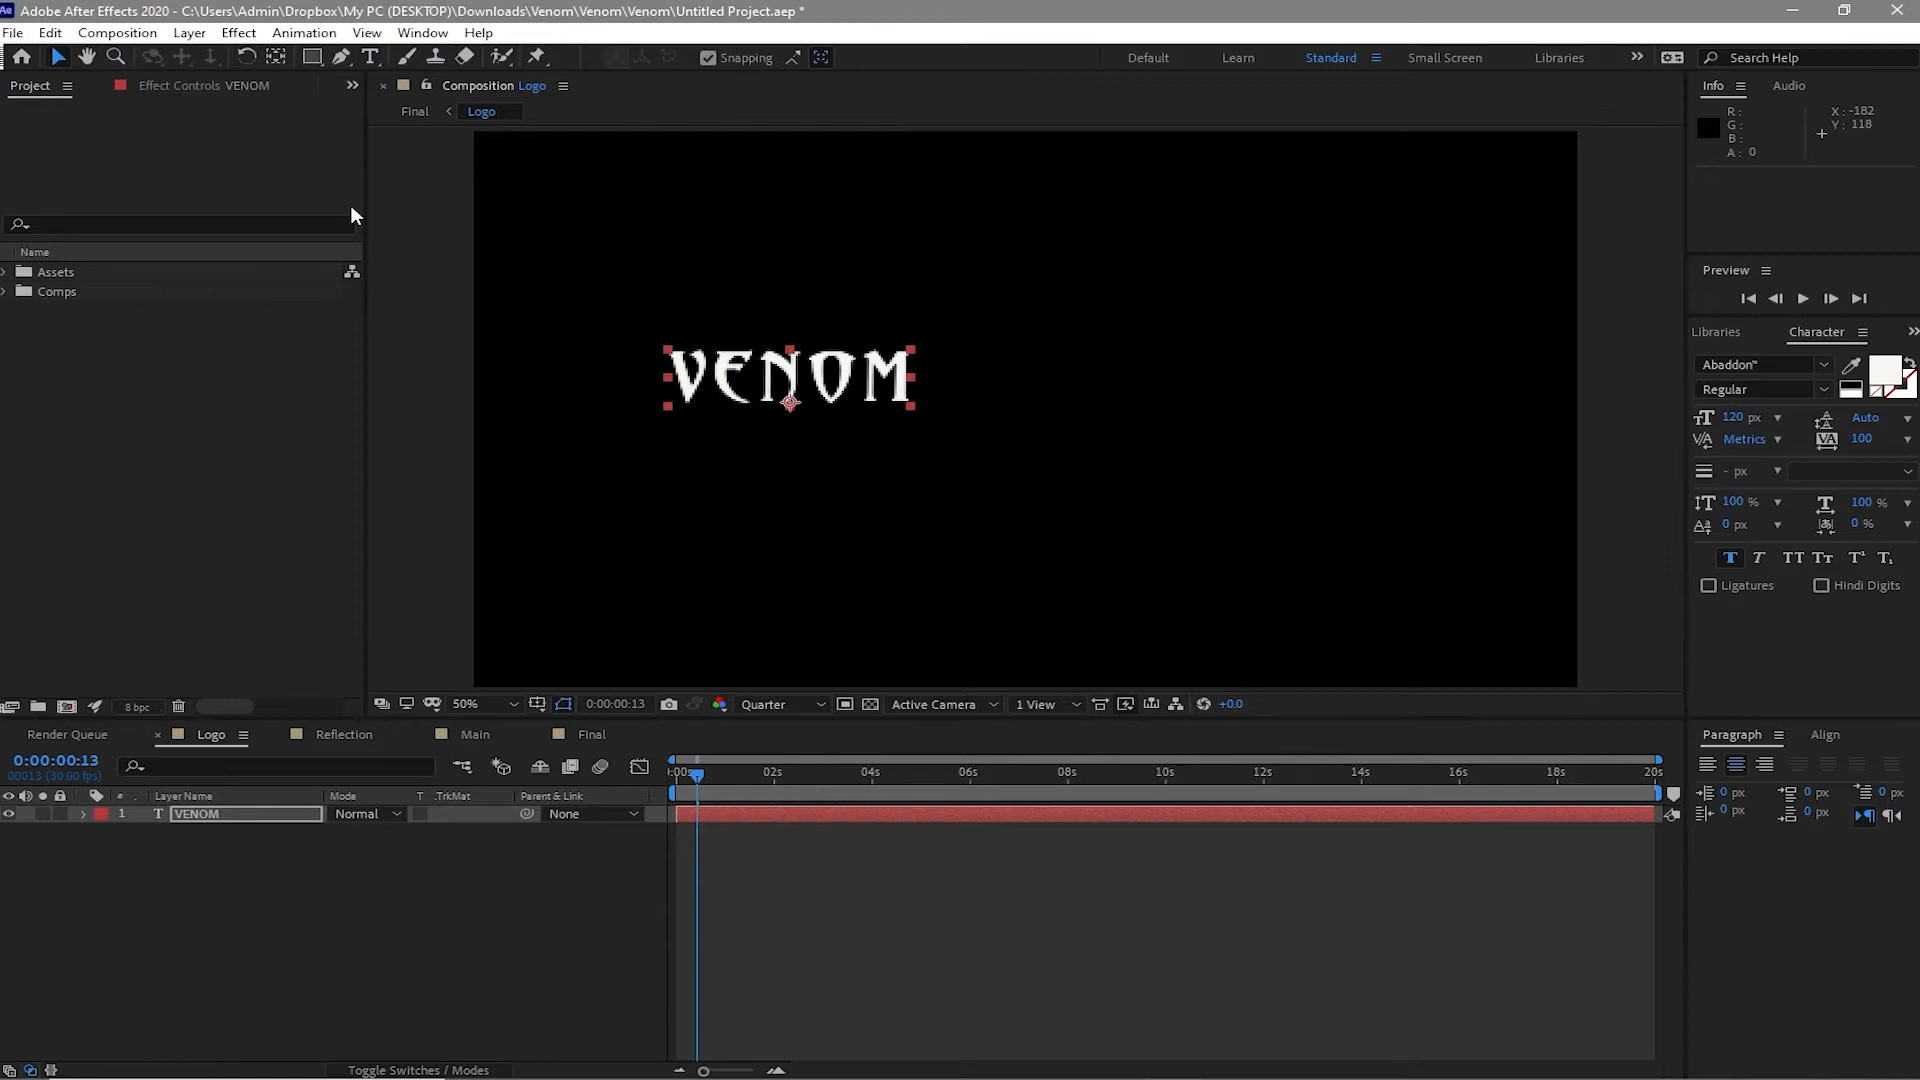 Ae Adobe After Effects 2020 - C:\Users\Admin\Dropbox\My PC (DESKTOP)\Downloads\Venom\Venom\Venom\Untitled Project.aep *
File Edit Composition Layer Effect Animation View Window Help
Snapping Default Learn Standard Small Screen Libraries Search Help
Project Effect Controls VENOM Composition Logo Info Audio
Final Logo
R:
G:
B:
A: 0
X: -182
Y: 118
Name
Assets
Comps
VENOM
Preview
Libraries Character
Abaddon™
Regular
120 px Auto
Metrics 100
- px
100 % 100 %
0 px 0 %
T T TT Tᴛ T¹ T₁
Ligatures Hindi Digits
8 bpc 50% 0:00:00:13 Quarter Active Camera 1 View +0.0
Render Queue Logo Reflection Main Final
Paragraph Align
0:00:00:13
00013 (30.00 fps)
:00s 02s 04s 06s 08s 10s 12s 14s 16s 18s 20s
# Layer Name Mode T .TrkMat Parent & Link
1 T VENOM Normal None
0 px 0 px 0 px
0 px 0 px
Toggle Switches / Modes